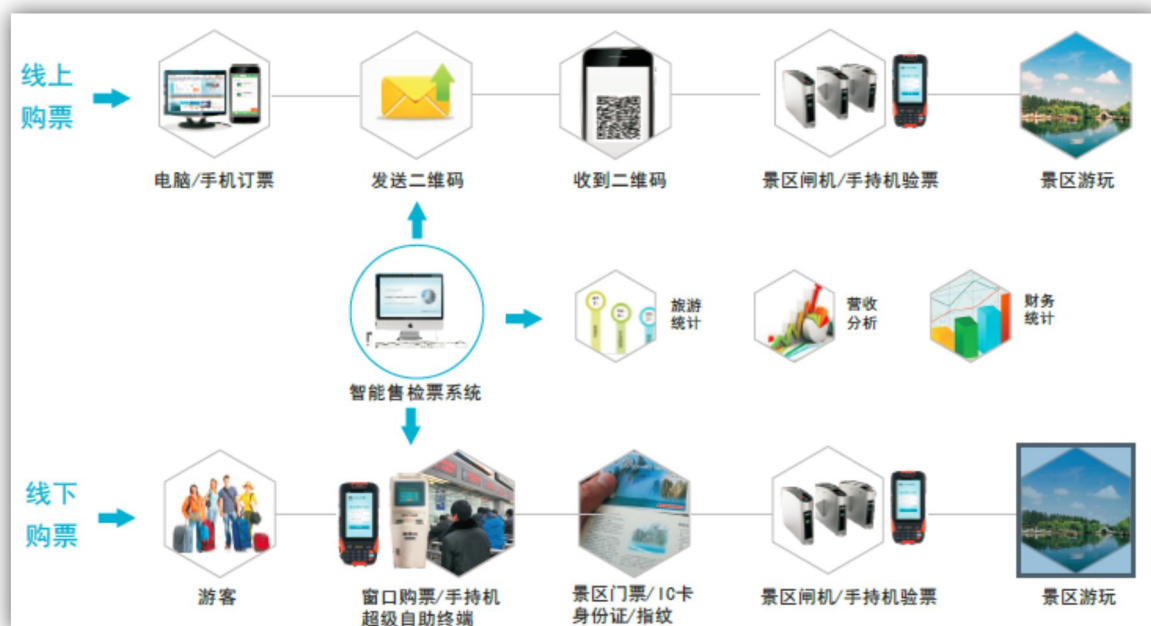 线上
购票
电脑/手机订票
发送二维码
收到二维码
景区闸机/手持机验票
景区游玩
智能售检票系统
旅游
统计
营收
分析
财务
统计
线下
购票
游客
窗口购票/手持机
超级自助终端
景区门票/IC卡
身份证/指纹
景区闸机/手持机验票
景区游玩